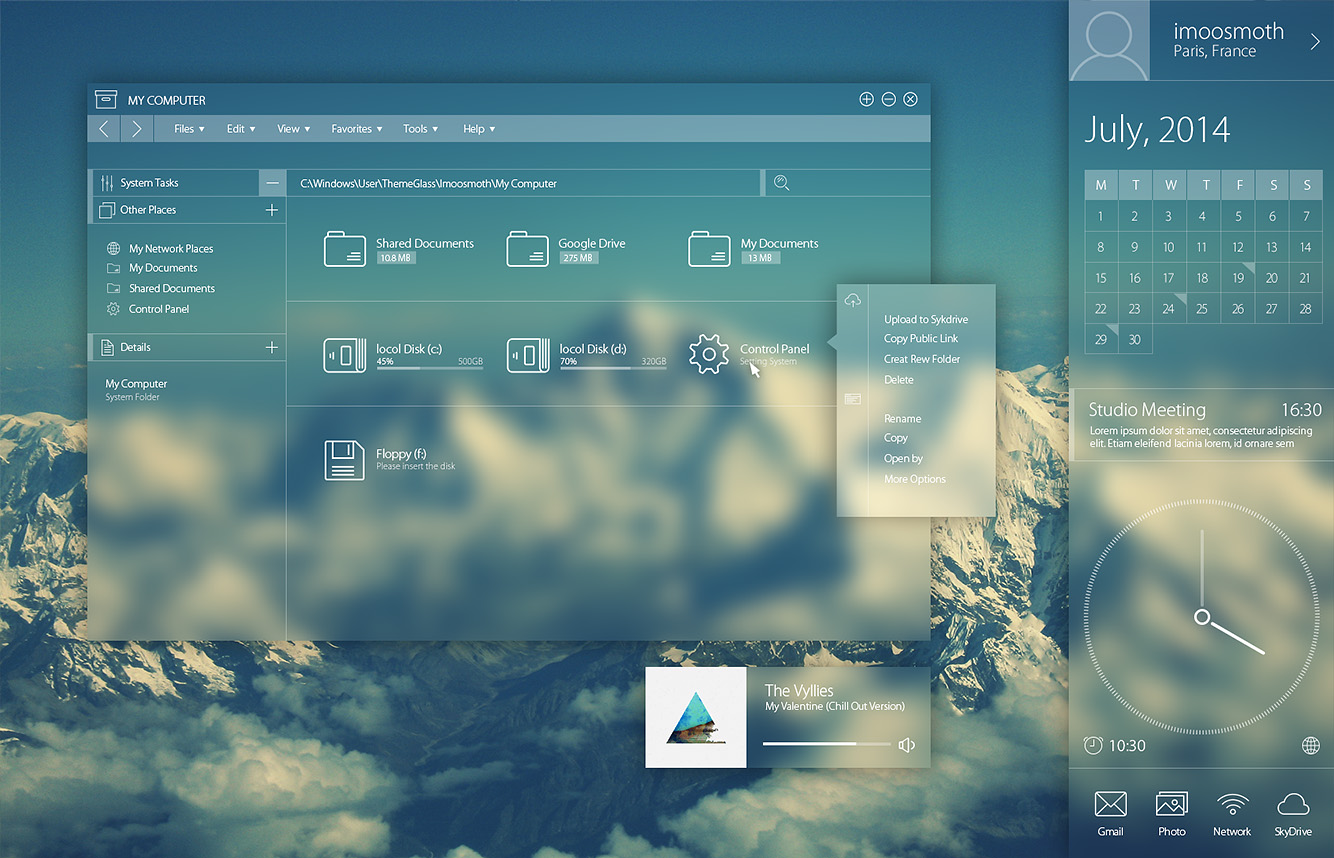 imoosmoth
Paris, France
MY COMPUTER
Files ▼ Edit ▼ View ▼ Favorites ▼ Tools ▼ Help ▼
System Tasks
Other Places
My Network Places
My Documents
Shared Documents
Control Panel
Details
My Computer
System Folder
C:\Windows\User\ThemeGlass\Imoosmoth\My Computer
Shared Documents
10.8 MB
Google Drive
275 MB
My Documents
13 MB
locol Disk (c:)
45% 500GB
locol Disk (d:)
70% 320GB
Control Panel
Setting System
Floppy (f:)
Please insert the disk
Upload to Sykdrive
Copy Public Link
Creat Rew Folder
Delete
Rename
Copy
Open by
More Options
The Vyllies
My Valentine (Chill Out Version)
July, 2014
M T W T F S S
1 2 3 4 5 6 7
8 9 10 11 12 13 14
15 16 17 18 19 20 21
22 23 24 25 26 27 28
29 30
Studio Meeting 16:30
Lorem ipsum dolor sit amet, consectetur adipiscing
elit. Etiam eleifend lacinia lorem, id ornare sem
10:30
Gmail Photo Network SkyDrive